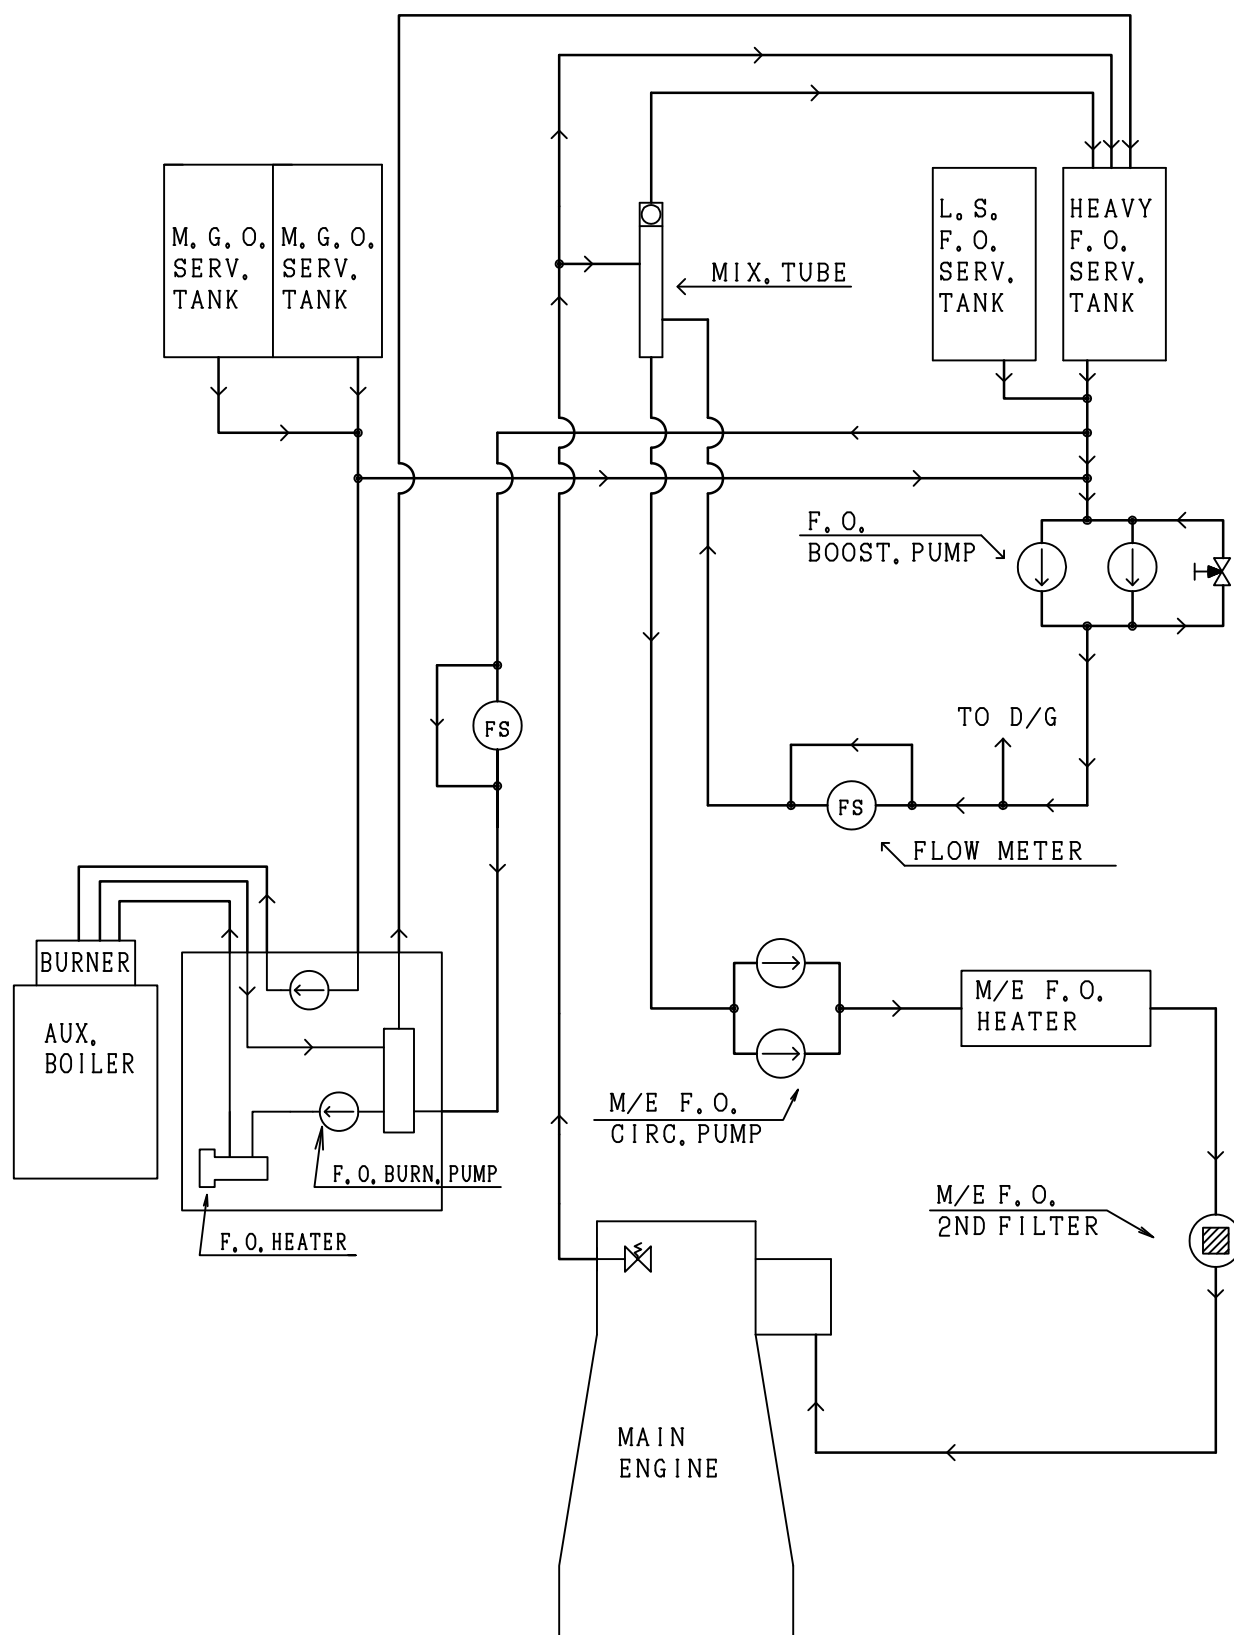 M.G.O.
SERV.
TANK
M.G.O.
SERV.
TANK
MIX. TUBE
L.S.
F.O.
SERV.
TANK
HEAVY
F.O.
SERV.
TANK
F.O.
BOOST. PUMP
FS
TO D/G
FS
FLOW METER
BURNER
AUX.
BOILER
M/E F.O.
HEATER
M/E F.O.
CIRC. PUMP
F.O. BURN. PUMP
F.O. HEATER
M/E F.O.
2ND FILTER
MAIN
ENGINE